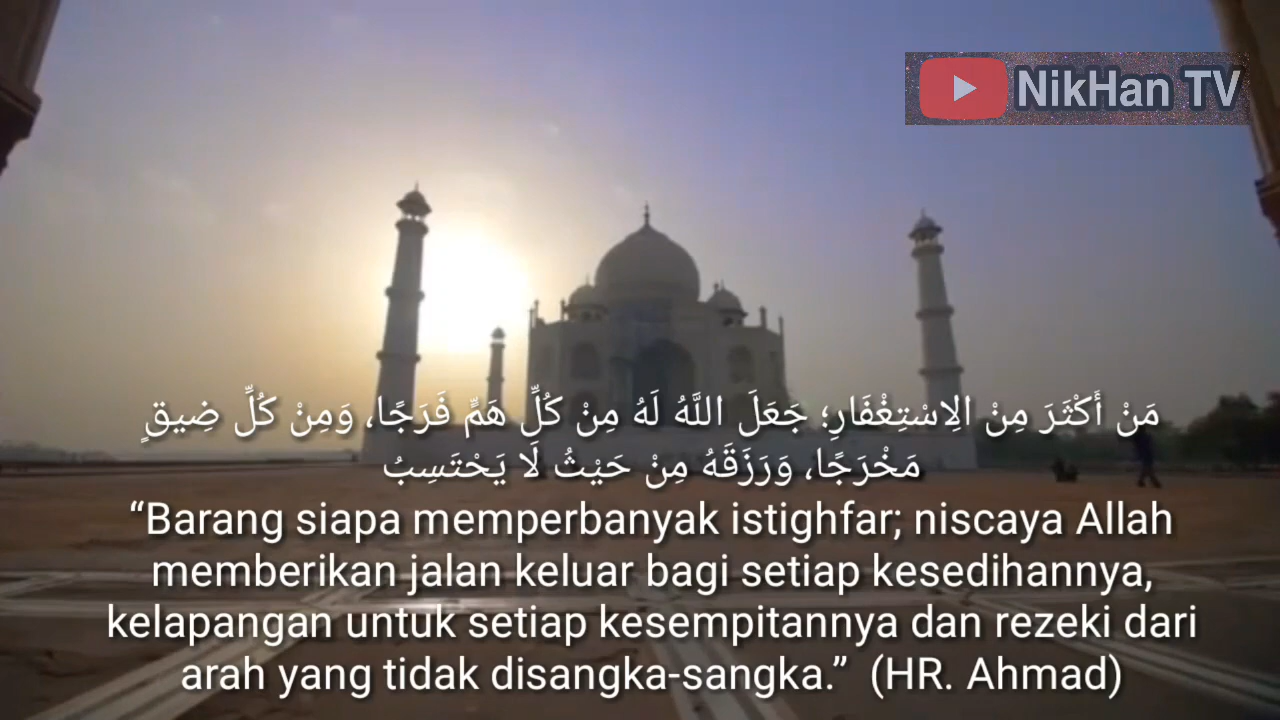 NikHan TV
مَنْ أَكْثَرَ مِنْ الِاسْتِغْفَارِ؛ جَعَلَ اللَّهُ لَهُ مِنْ كُلِّ هَمٍّ فَرَجًا، وَمِنْ كُلِّ ضِيقٍ
مَخْرَجًا، وَرَزَقَهُ مِنْ حَيْثُ لَا يَحْتَسِبُ
“Barang siapa memperbanyak istighfar; niscaya Allah
memberikan jalan keluar bagi setiap kesedihannya,
kelapangan untuk setiap kesempitannya dan rezeki dari
arah yang tidak disangka-sangka.” (HR. Ahmad)